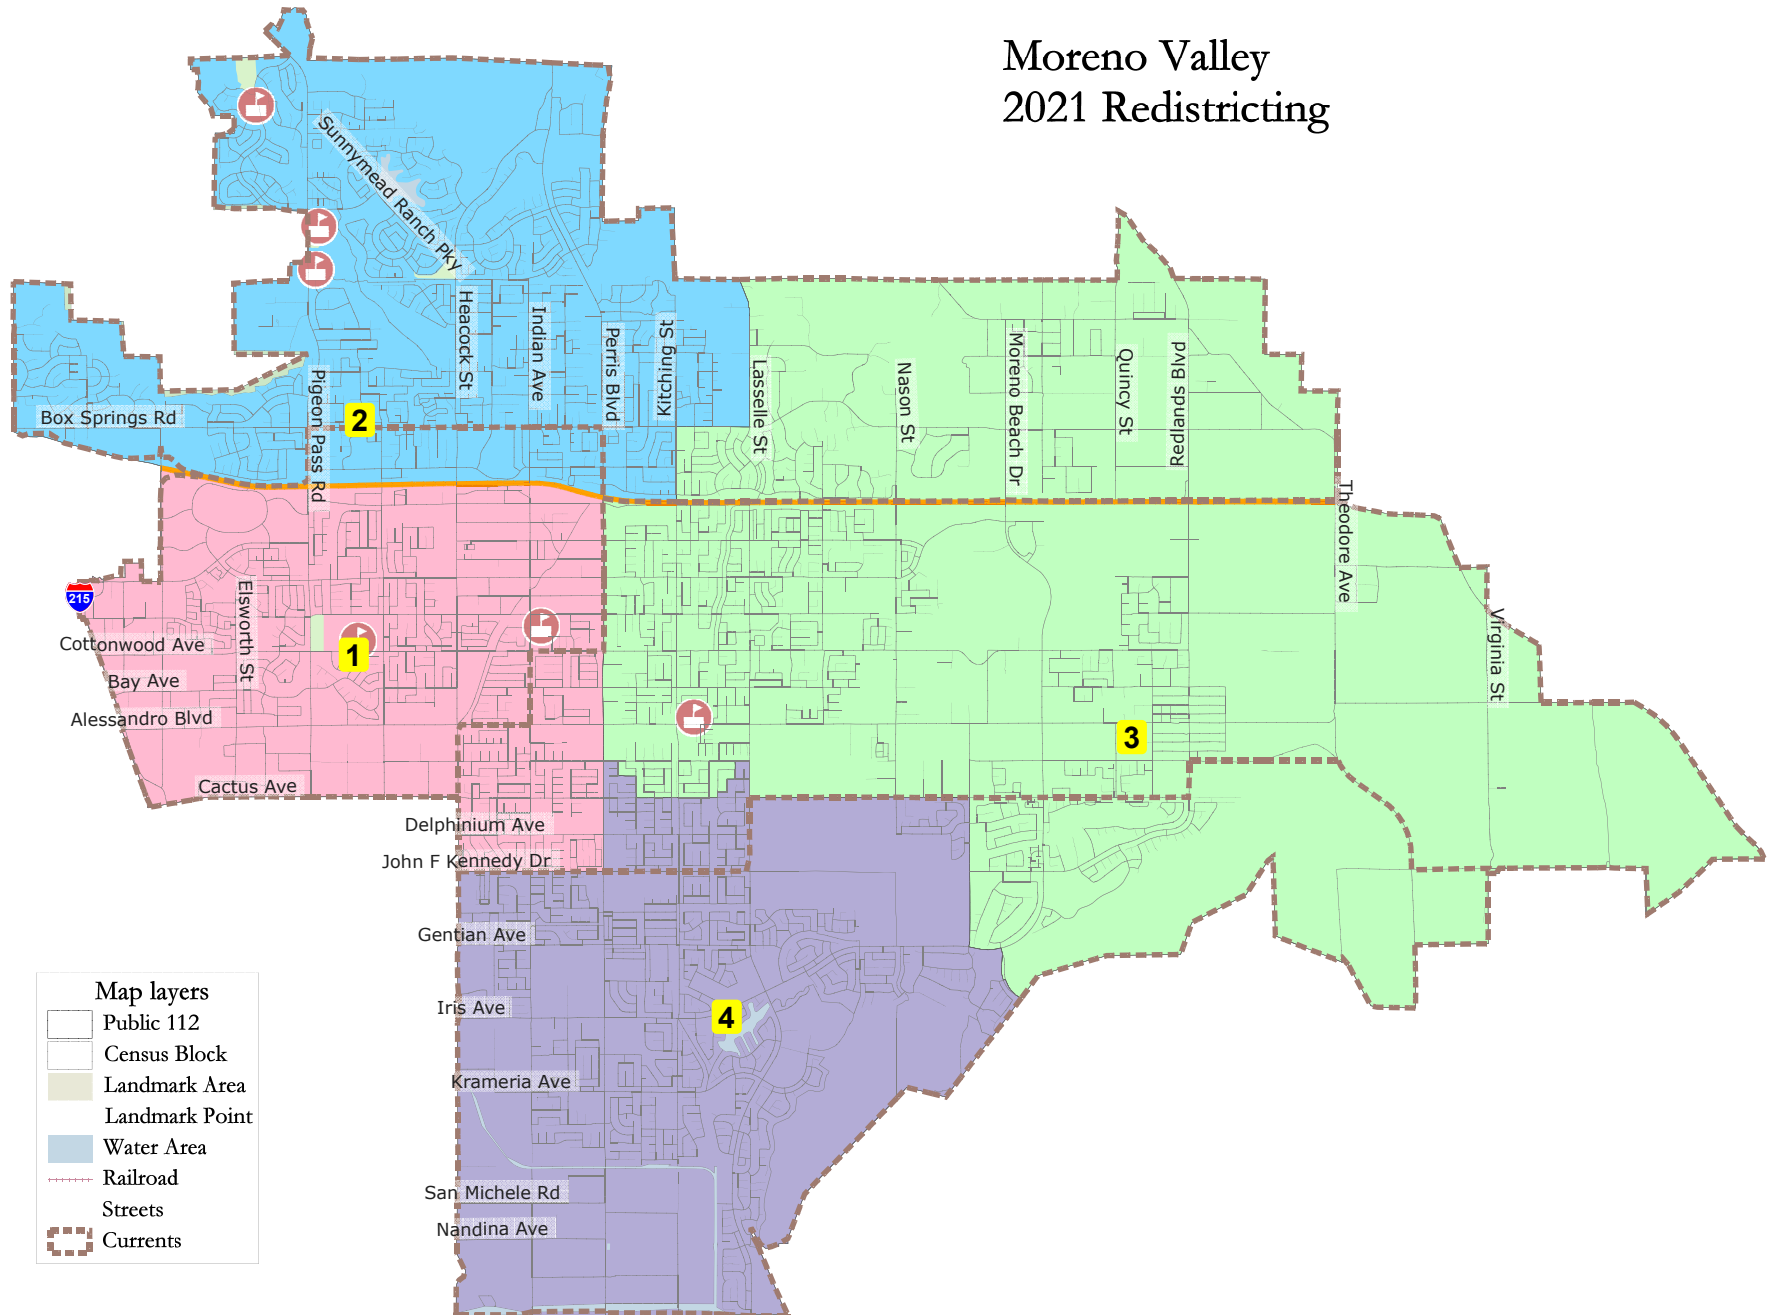 Moreno Valley
2021 Redistricting
Sunnymead Ranch Pky
Heacock St
Indian Ave
Perris Blvd
Kitching St
Pigeon Pass Rd
Lasselle St
Nason St
Moreno Beach Dr
Quincy St
Redlands Blvd
Box Springs Rd
2
Theodore Ave
215
Elsworth St
Cottonwood Ave
1
Virginia St
Bay Ave
Alessandro Blvd
3
Cactus Ave
Delphinium Ave
John F Kennedy Dr
Gentian Ave
Iris Ave
4
Krameria Ave
San Michele Rd
Nandina Ave
Map layers
Public 112
Census Block
Landmark Area
Landmark Point
Water Area
Railroad
Streets
Currents